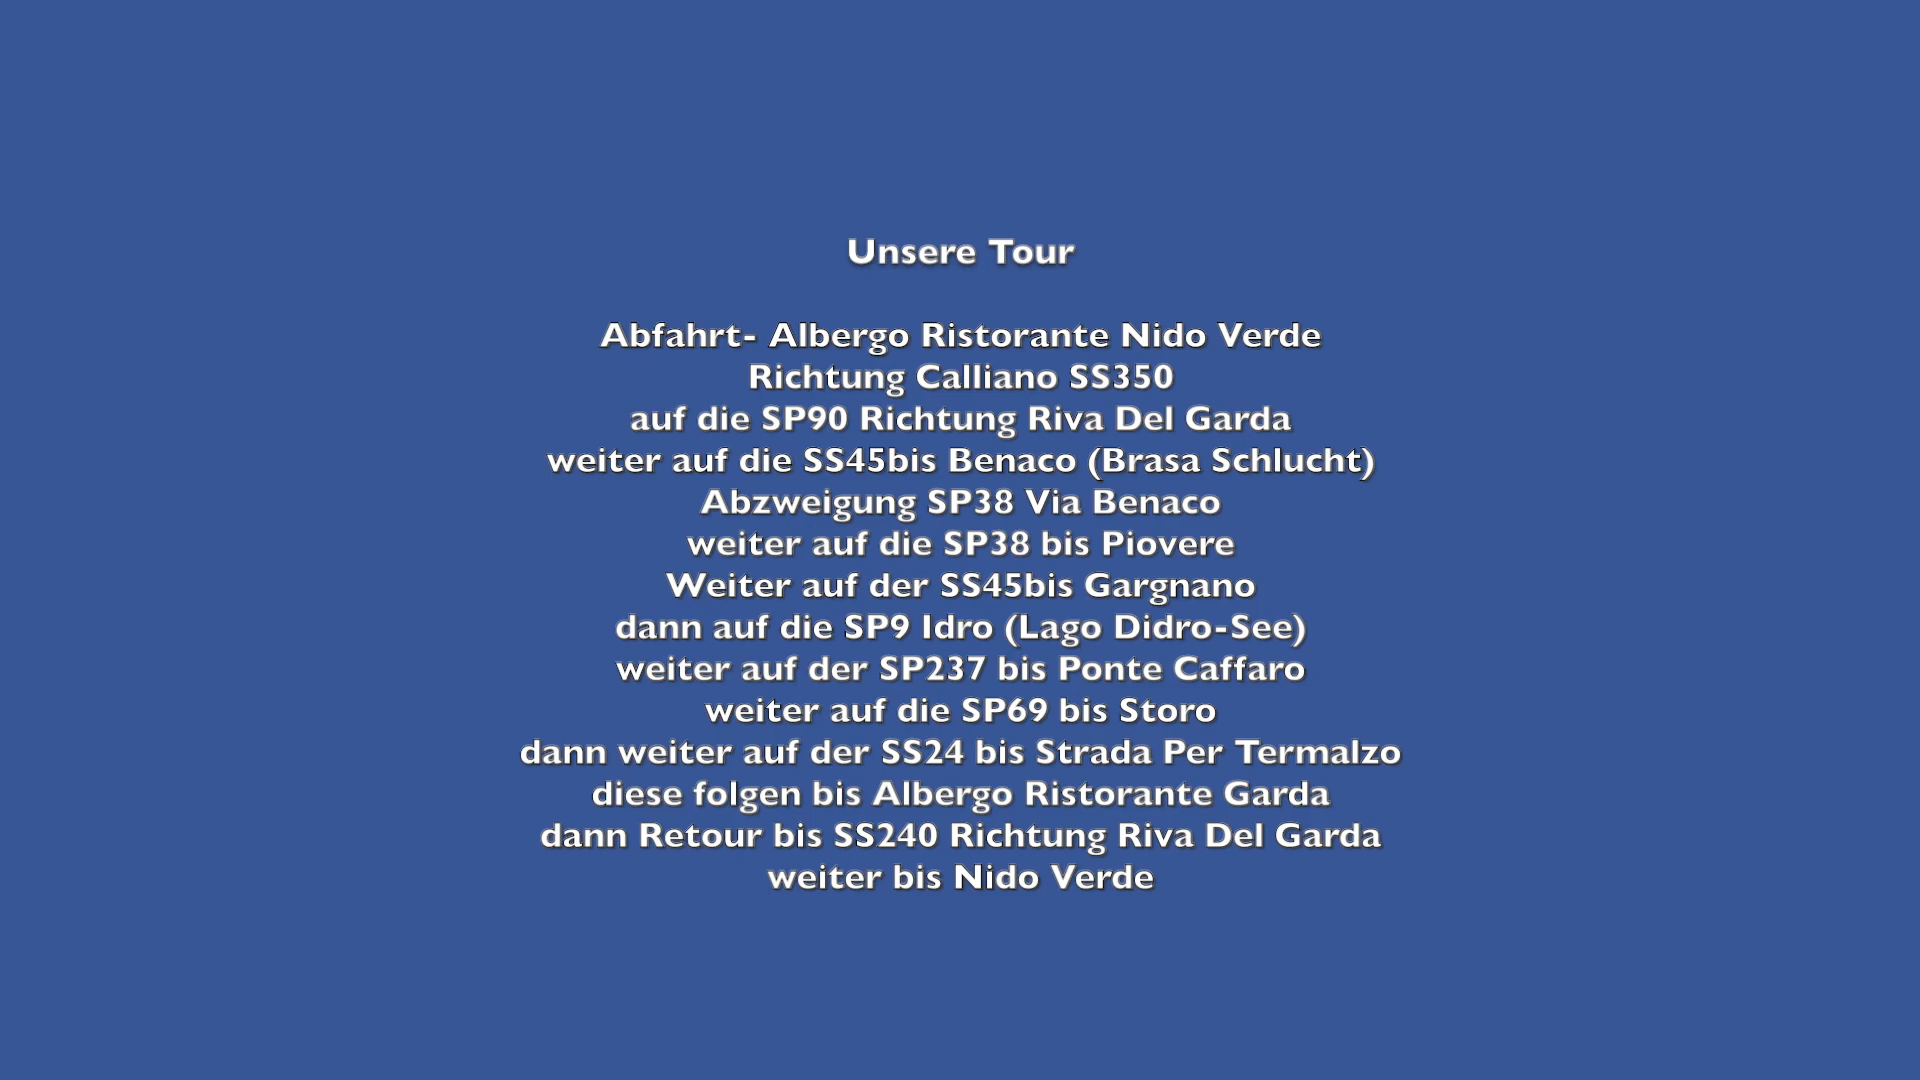 Unsere Tour
Abfahrt- Albergo Ristorante Nido Verde
Richtung Calliano SS350
auf die SP90 Richtung Riva Del Garda
weiter auf die SS45bis Benaco (Brasa Schlucht)
Abzweigung SP38 Via Benaco
weiter auf die SP38 bis Piovere
Weiter auf der SS45bis Gargnano
dann auf die SP9 Idro (Lago Didro-See)
weiter auf der SP237 bis Ponte Caffaro
weiter auf die SP69 bis Storo
dann weiter auf der SS24 bis Strada Per Termalzo
diese folgen bis Albergo Ristorante Garda
dann Retour bis SS240 Richtung Riva Del Garda
weiter bis Nido Verde